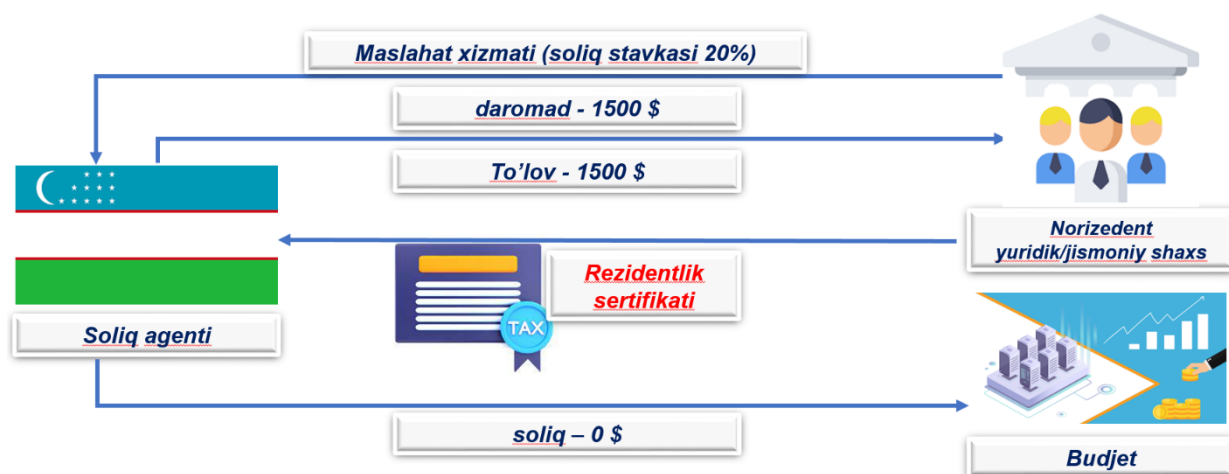 Maslahat xizmati (soliq stavkasi 20%)
daromad - 1500 $
To’lov - 1500 $
Norizedent
yuridik/jismoniy shaxs
Rezidentlik
sertifikati
TAX
Soliq agenti
soliq – 0 $
Budjet